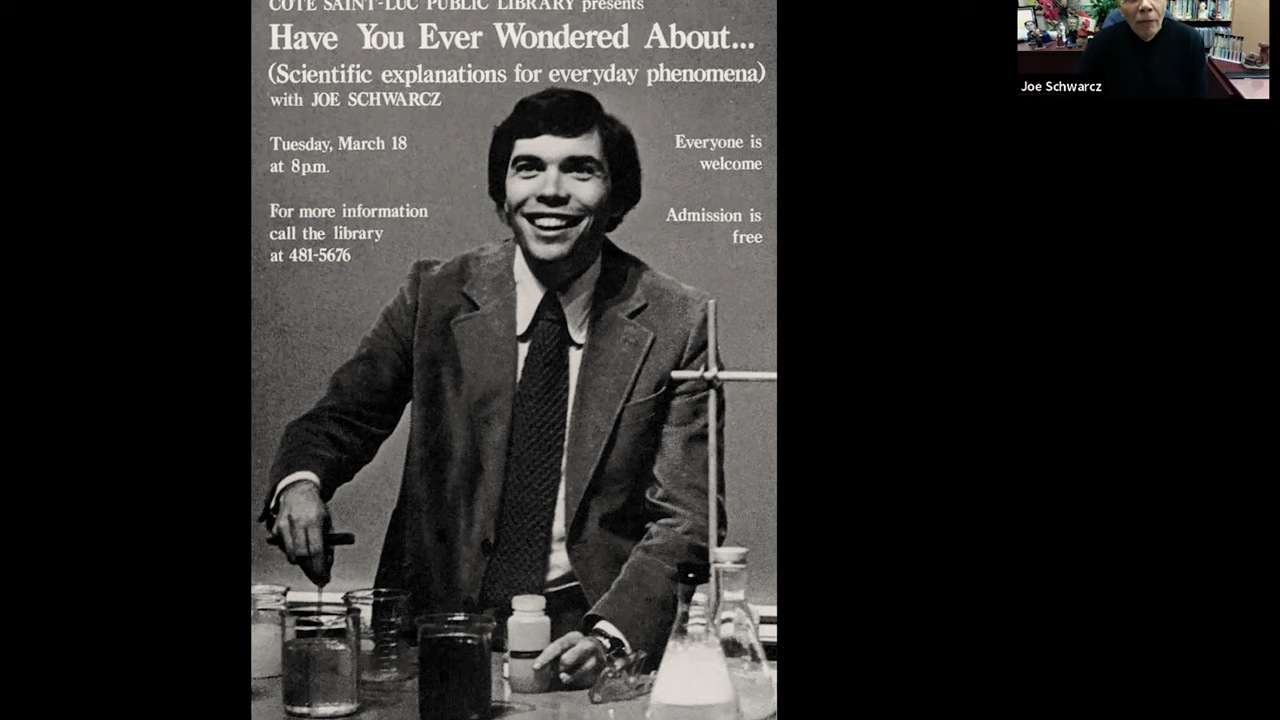 COTE SAINT-LUC PUBLIC LIBRARY presents
Have You Ever Wondered About...
(Scientific explanations for everyday phenomena)
with JOE SCHWARCZ
Tuesday, March 18
at 8p.m.
For more information
call the library
at 481-5676
Everyone is
welcome
Admission is
free
Joe Schwarcz